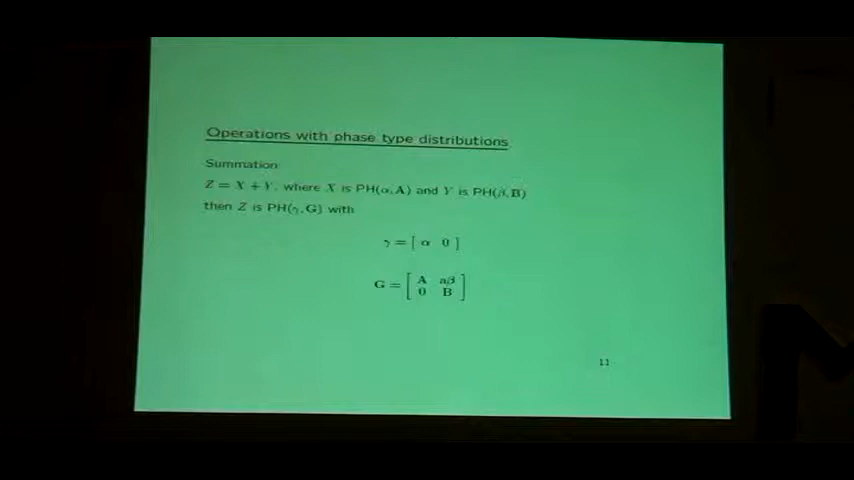 Operations with phase type distributions
Summation
Z = X + Y, where X is PH(α,A) and Y is PH(β,B)
then Z is PH(γ,G) with
γ = [ α 0 ]
G = [ A aβ
0 B ]
11